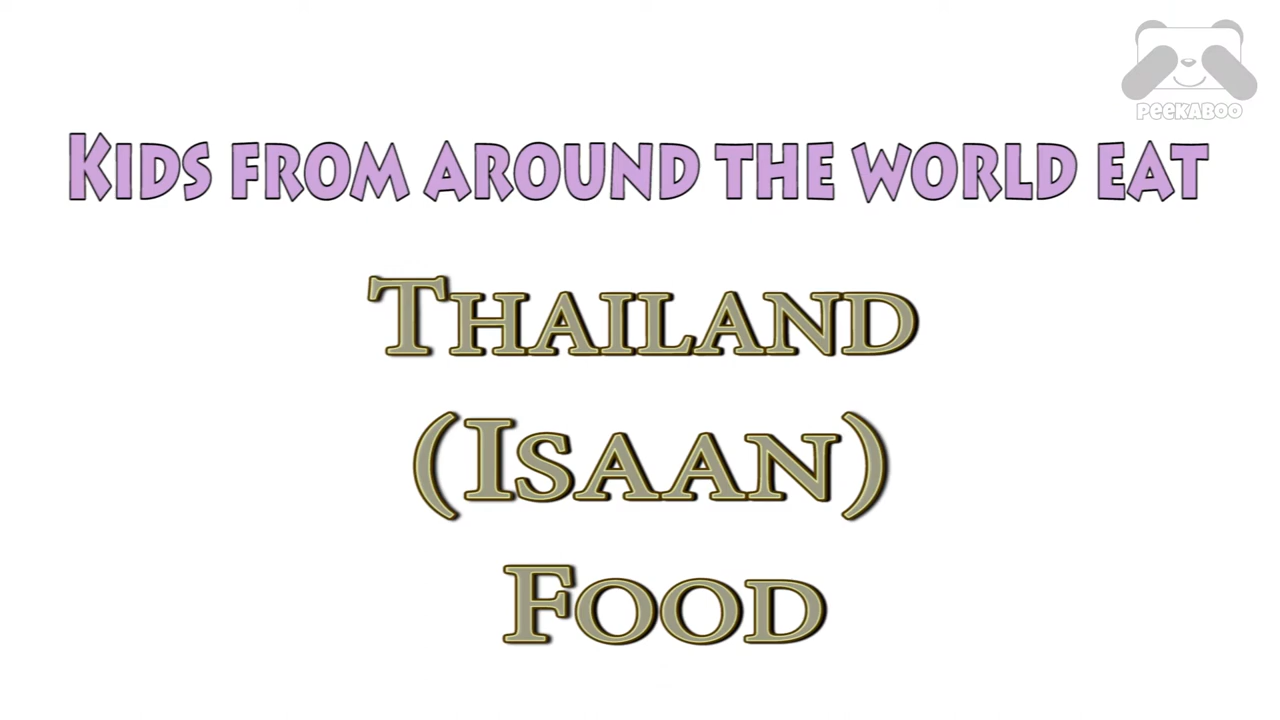 PEEKABOO
KIDS FROM AROUND THE WORLD EAT
THAILAND
(ISAAN)
FOOD